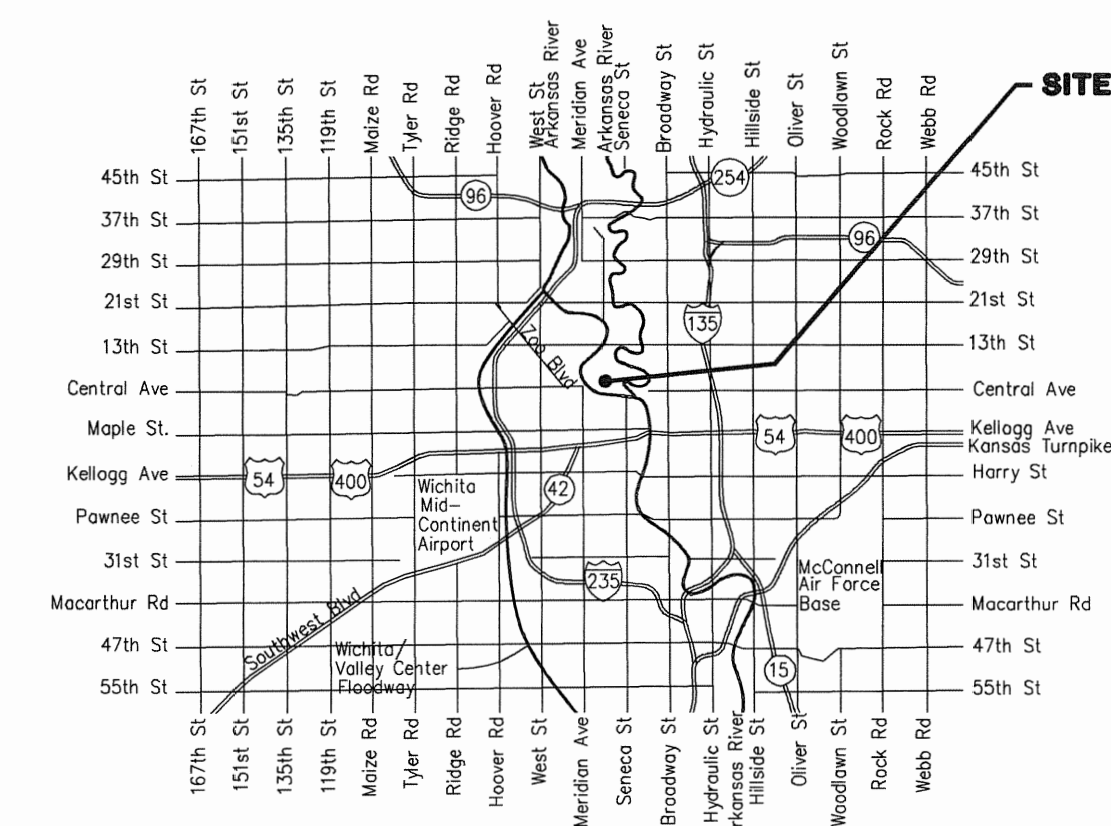 167th St
151st St
135th St
119th St
Maize Rd
Tyler Rd
Ridge Rd
Hoover Rd
West St
Arkansas River
Meridian Ave
Arkansas River
Seneca St
Broadway St
Hydraulic St
Hillside St
Oliver St
Woodlawn St
Rock Rd
Webb Rd
SITE
45th St
254
45th St
96
37th St
37th St
96
29th St
29th St
21st St
21st St
135
13th St
Zoo Blvd
13th St
Central Ave
Central Ave
Maple St.
54
400
Kellogg Ave
Kansas Turnpike
Kellogg Ave
54
400
42
Harry St
Wichita
Mid-
Continent
Airport
Pawnee St
Pawnee St
31st St
31st St
McConnell
Air Force
Base
235
Macarthur Rd
Macarthur Rd
Southwest Blvd
47th St
Wichita/
Valley Center
Floodway
47th St
15
55th St
55th St
167th St
151st St
135th St
119th St
Maize Rd
Tyler Rd
Ridge Rd
Hoover Rd
West St
Meridian Ave
Seneca St
Broadway St
Hydraulic St
rkansas River
Hillside St
Oliver St
Woodlawn St
Rock Rd
Webb Rd